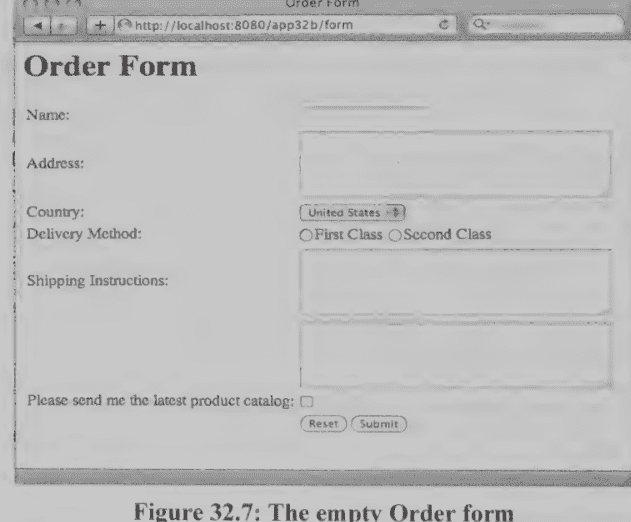 Order Form
http://localhost:8080/app32b/form
Order Form
Name:
Address:
Country: United States
Delivery Method: First Class Second Class
Shipping Instructions:
Please send me the latest product catalog:
Reset Submit
Figure 32.7: The empty Order form